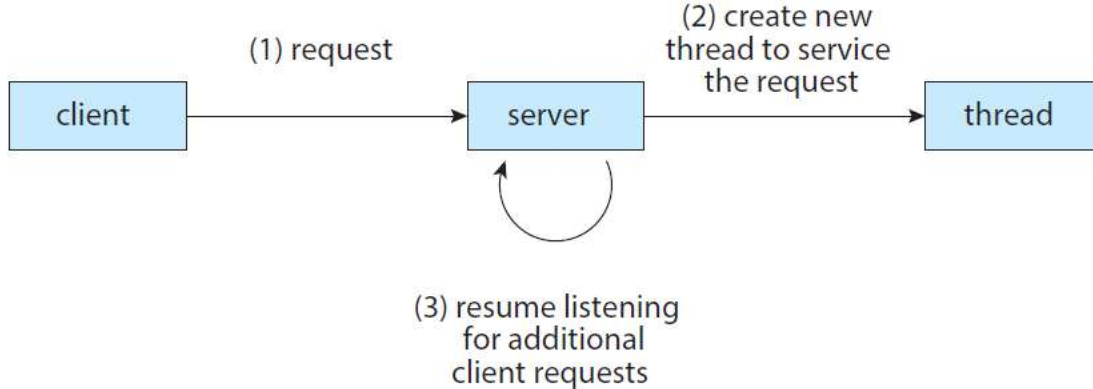 (1) request
(2) create new
thread to service
the request
client
server
thread
(3) resume listening
for additional
client requests